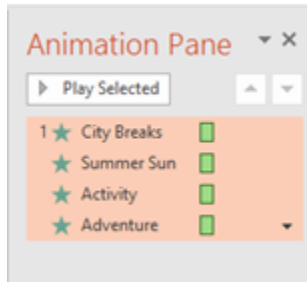 Animation Pane
Play Selected
1 City Breaks
Summer Sun
Activity
Adventure